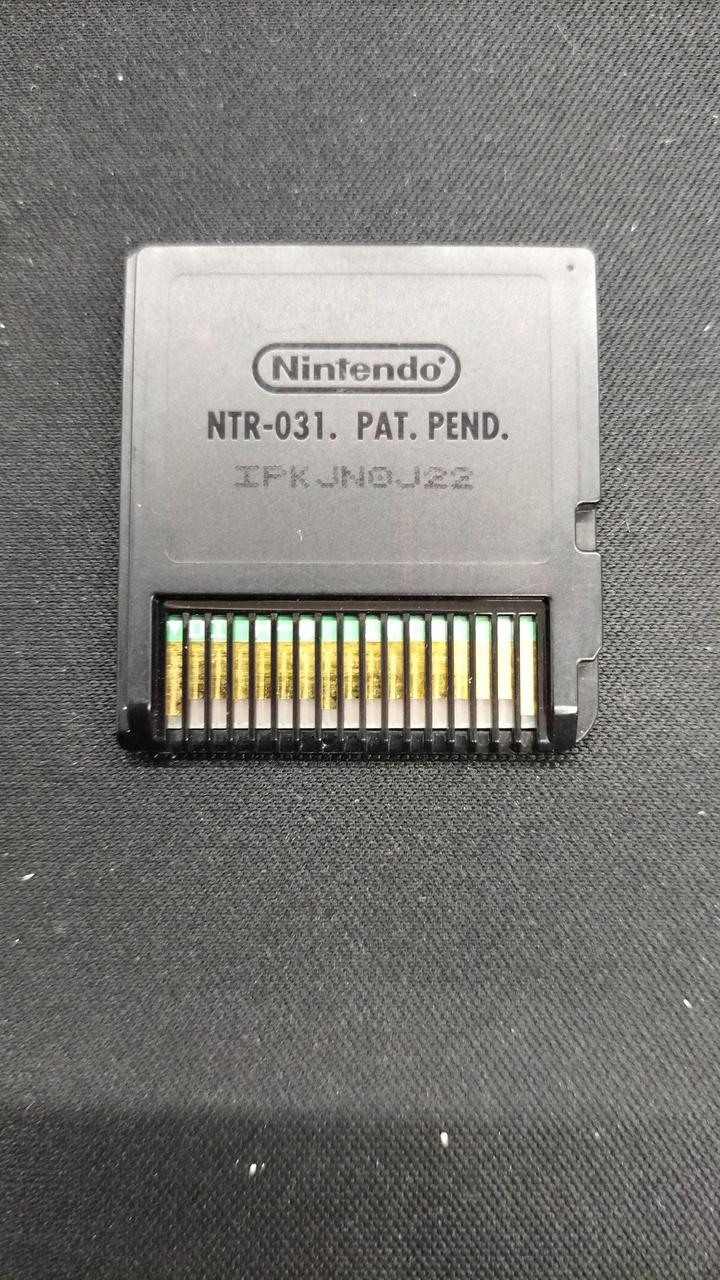 Nintendo
NTR-031. PAT. PEND.
IPKJN0J22